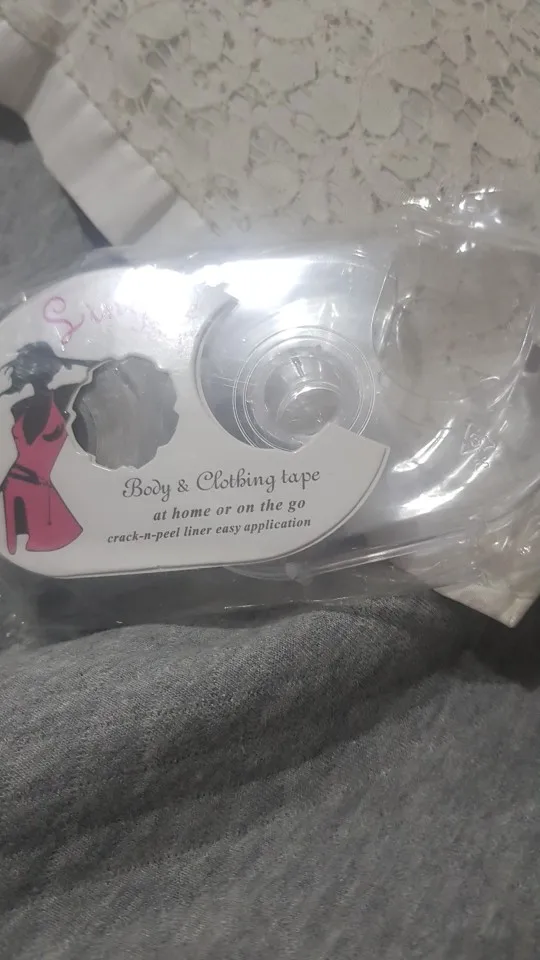 Body & Clothing tape
at home or on the go
crack-n-peel liner easy application